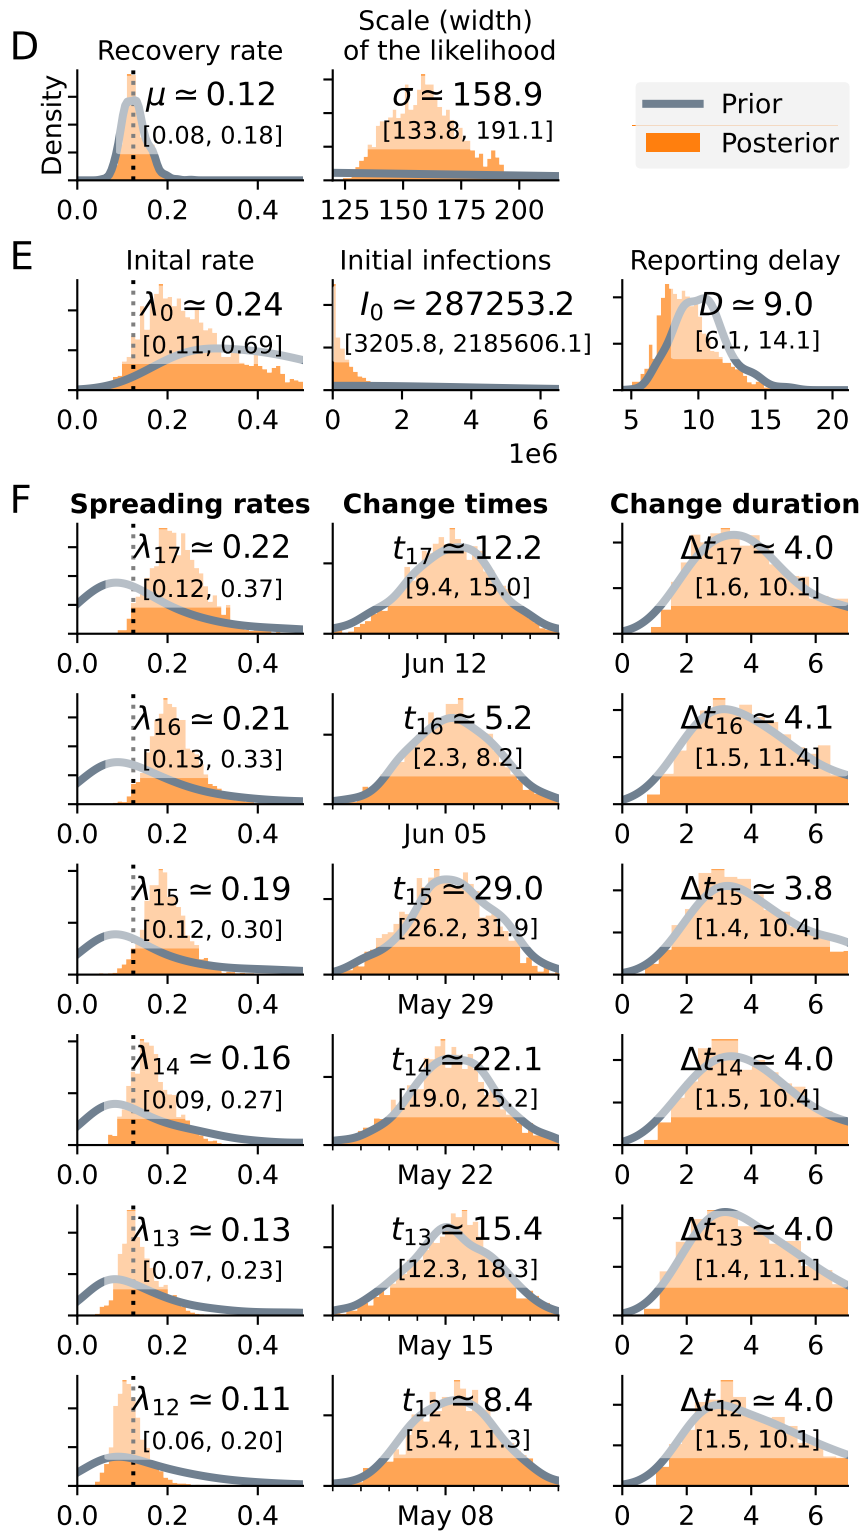 D
Recovery rate
Scale (width)
of the likelihood
Density
μ ≃ 0.12
[0.08, 0.18]
0.0 0.2 0.4
σ ≃ 158.9
[133.8, 191.1]
125 150 175 200
Prior
Posterior
E
Inital rate
Initial infections
Reporting delay
λ0 ≃ 0.24
[0.11, 0.69]
0.0 0.2 0.4
I0 ≃ 287253.2
[3205.8, 2185606.1]
0 2 4 6
1e6
D ≃ 9.0
[6.1, 14.1]
5 10 15 20
F
Spreading rates
Change times
Change duration
λ17 ≃ 0.22
[0.12, 0.37]
0.0 0.2 0.4
t17 ≃ 12.2
[9.4, 15.0]
Jun 12
Δt17 ≃ 4.0
[1.6, 10.1]
0 2 4 6
λ16 ≃ 0.21
[0.13, 0.33]
0.0 0.2 0.4
t16 ≃ 5.2
[2.3, 8.2]
Jun 05
Δt16 ≃ 4.1
[1.5, 11.4]
0 2 4 6
λ15 ≃ 0.19
[0.12, 0.30]
0.0 0.2 0.4
t15 ≃ 29.0
[26.2, 31.9]
May 29
Δt15 ≃ 3.8
[1.4, 10.4]
0 2 4 6
λ14 ≃ 0.16
[0.09, 0.27]
0.0 0.2 0.4
t14 ≃ 22.1
[19.0, 25.2]
May 22
Δt14 ≃ 4.0
[1.5, 10.4]
0 2 4 6
λ13 ≃ 0.13
[0.07, 0.23]
0.0 0.2 0.4
t13 ≃ 15.4
[12.3, 18.3]
May 15
Δt13 ≃ 4.0
[1.4, 11.1]
0 2 4 6
λ12 ≃ 0.11
[0.06, 0.20]
0.0 0.2 0.4
t12 ≃ 8.4
[5.4, 11.3]
May 08
Δt12 ≃ 4.0
[1.5, 10.1]
0 2 4 6